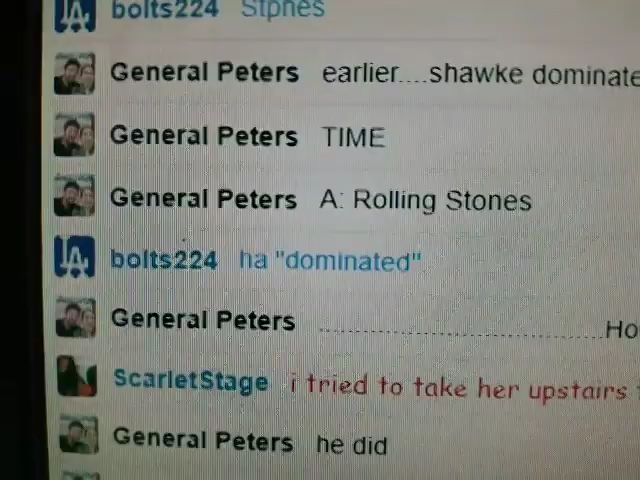 bolts224 Stpnes
General Peters earlier....shawke dominate
General Peters TIME
General Peters A: Rolling Stones
LA bolts224 ha "dominated"
General Peters ................................................Ho
ScarletStage i tried to take her upstairs
General Peters he did